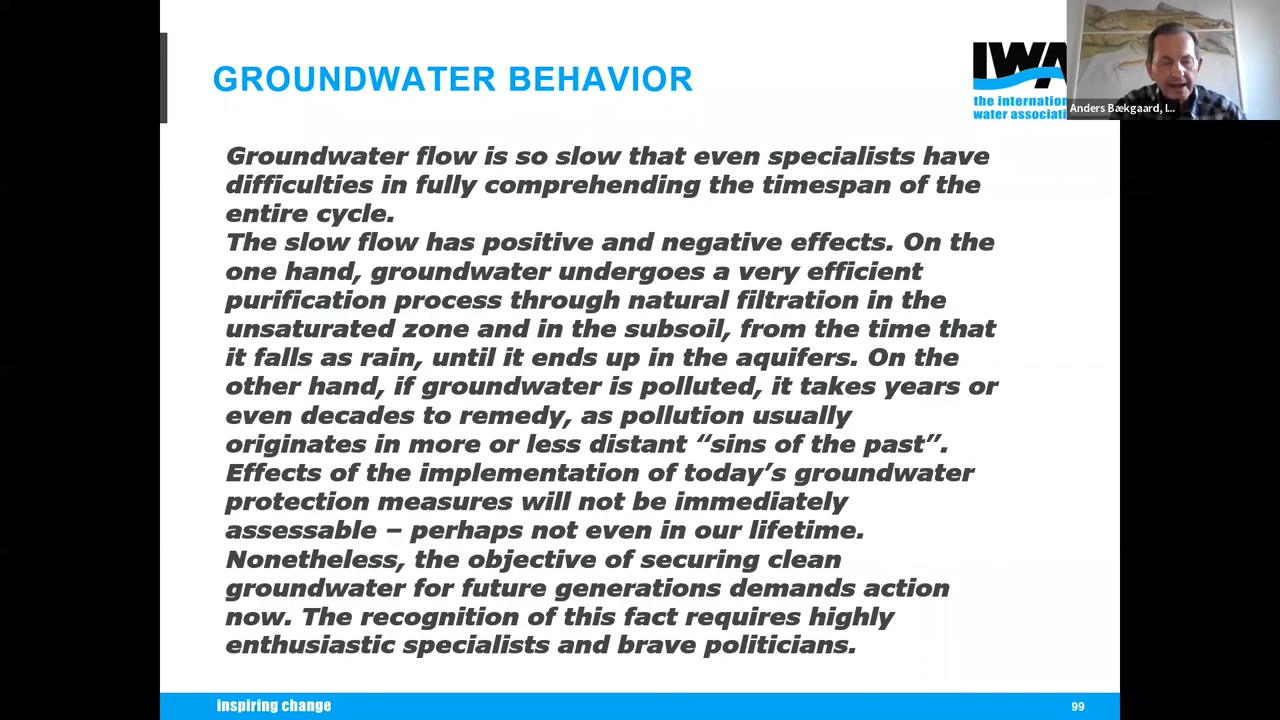 GROUNDWATER BEHAVIOR
IWA
the internation
water associati
Anders Bækgaard, I...
Groundwater flow is so slow that even specialists have
difficulties in fully comprehending the timespan of the
entire cycle.
The slow flow has positive and negative effects. On the
one hand, groundwater undergoes a very efficient
purification process through natural filtration in the
unsaturated zone and in the subsoil, from the time that
it falls as rain, until it ends up in the aquifers. On the
other hand, if groundwater is polluted, it takes years or
even decades to remedy, as pollution usually
originates in more or less distant “sins of the past”.
Effects of the implementation of today’s groundwater
protection measures will not be immediately
assessable – perhaps not even in our lifetime.
Nonetheless, the objective of securing clean
groundwater for future generations demands action
now. The recognition of this fact requires highly
enthusiastic specialists and brave politicians.
inspiring change
99